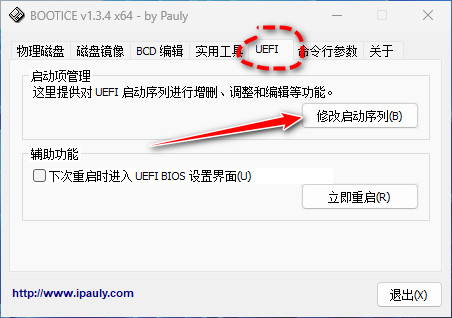 BOOTICE v1.3.4 x64 - by Pauly
物理磁盘 磁盘镜像 BCD 编辑 实用工具 UEFI 命令行参数 关于
启动项管理
这里提供对 UEFI 启动序列进行增删、调整和编辑等功能。
修改启动序列(B)
辅助功能
下次重启时进入 UEFI BIOS 设置界面(U)
立即重启(R)
http://www.ipauly.com
退出(X)